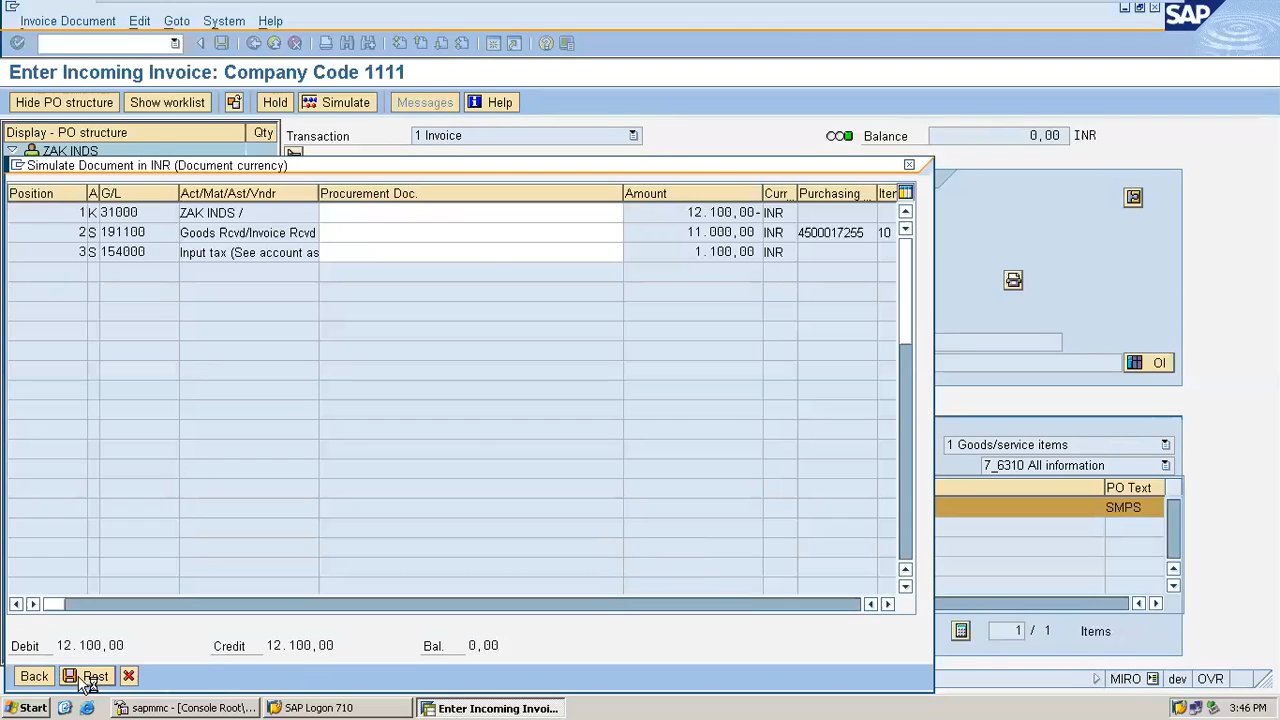 Invoice Document Edit Goto System Help
SAP
Enter Incoming Invoice: Company Code 1111
Hide PO structure Show worklist Hold Simulate Messages Help
Display - PO structure Qty Transaction 1 Invoice Balance 0,00 INR
ZAK INDS
Simulate Document in INR (Document currency)
Position A G/L Act/Mat/Ast/Vndr Procurement Doc. Amount Curr Purchasing Iter
1 K 31000 ZAK INDS / 12.100,00- INR
2 S 191100 Goods Rcvd/Invoice Rcvd 11.000,00 INR 4500017255 10
3 S 154000 Input tax (See account as 1.100,00 INR
OI
1 Goods/service items
7_6310 All information
PO Text
SMPS
1 / 1 Items
Debit 12.100,00 Credit 12.100,00 Bal. 0,00
Back Post
MIRO dev OVR
Start sapmmc - [Console Root\... SAP Logon 710 Enter Incoming Invoi... 3:46 PM